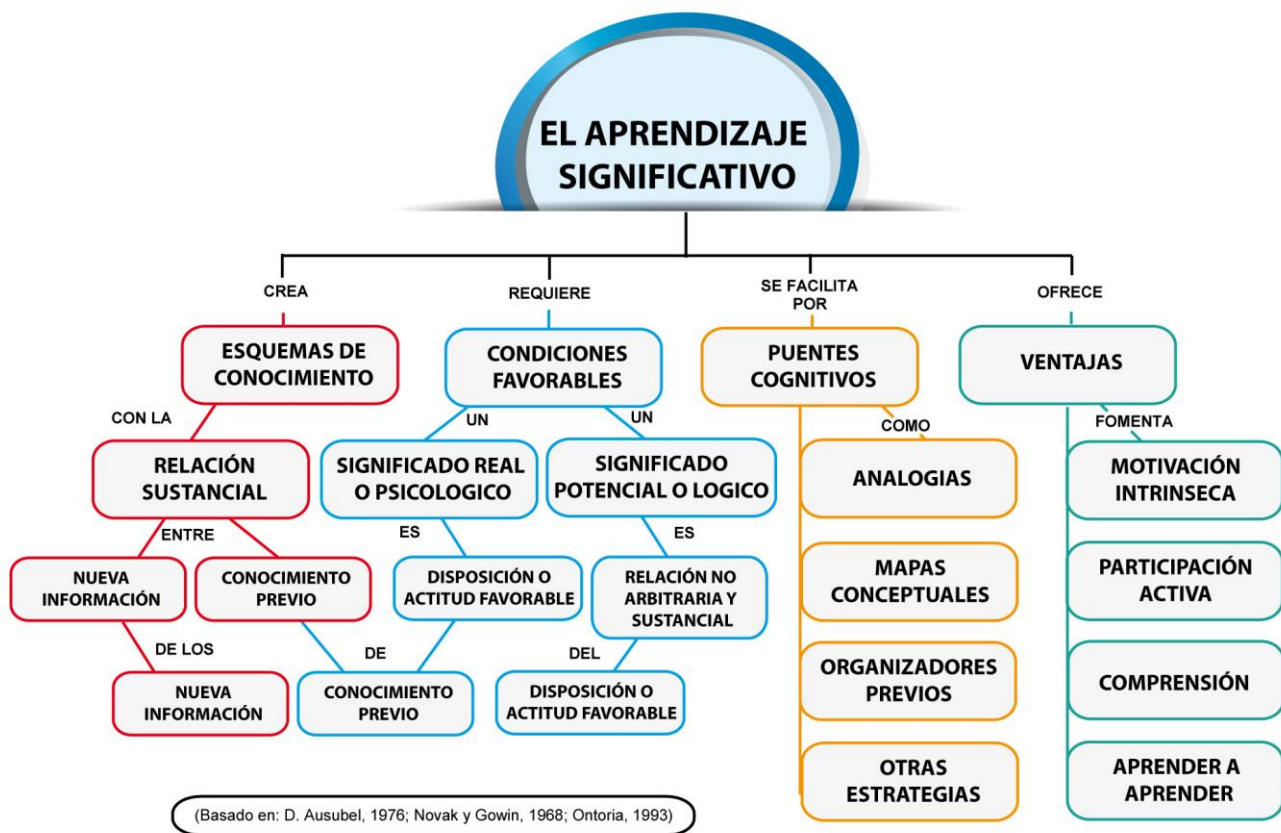 EL APRENDIZAJE
SIGNIFICATIVO
CREA
REQUIERE
SE FACILITA
POR
OFRECE
ESQUEMAS DE
CONOCIMIENTO
CONDICIONES
FAVORABLES
PUENTES
COGNITIVOS
VENTAJAS
CON LA
UN
UN
COMO
FOMENTA
RELACIÓN
SUSTANCIAL
SIGNIFICADO REAL
O PSICOLOGICO
SIGNIFICADO
POTENCIAL O LOGICO
ANALOGIAS
MOTIVACIÓN
INTRINSECA
ENTRE
ES
ES
NUEVA
INFORMACIÓN
CONOCIMIENTO
PREVIO
DISPOSICIÓN O
ACTITUD FAVORABLE
RELACIÓN NO
ARBITRARIA Y
SUSTANCIAL
MAPAS
CONCEPTUALES
PARTICIPACIÓN
ACTIVA
DE LOS
DE
DEL
NUEVA
INFORMACIÓN
CONOCIMIENTO
PREVIO
DISPOSICIÓN O
ACTITUD FAVORABLE
ORGANIZADORES
PREVIOS
COMPRENSIÓN
OTRAS
ESTRATEGIAS
APRENDER A
APRENDER
(Basado en: D. Ausubel, 1976; Novak y Gowin, 1968; Ontoria, 1993)